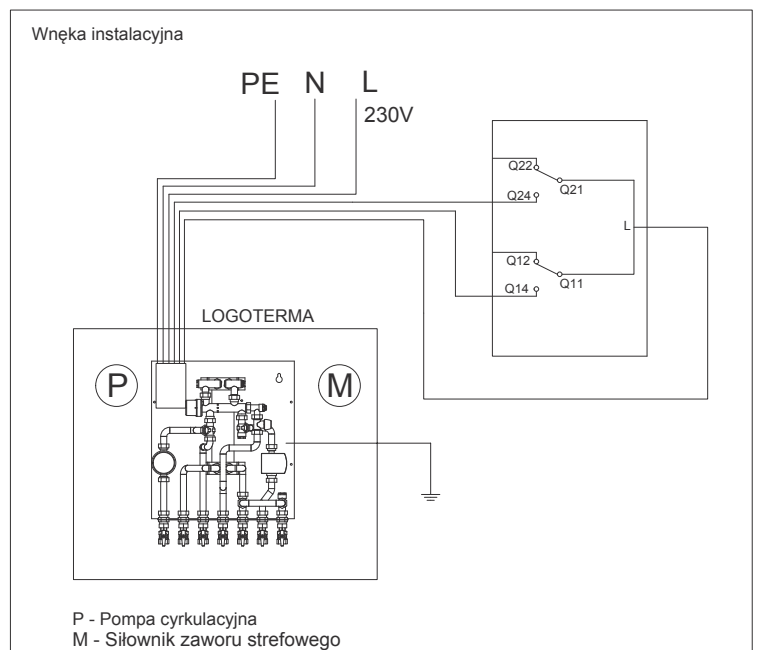 Wnęka instalacyjna
PE N L
230V
Q22
Q21
Q24
L
Q12
Q11
Q14
LOGOTERMA
P M
P - Pompa cyrkulacyjna
M - Siłownik zaworu strefowego